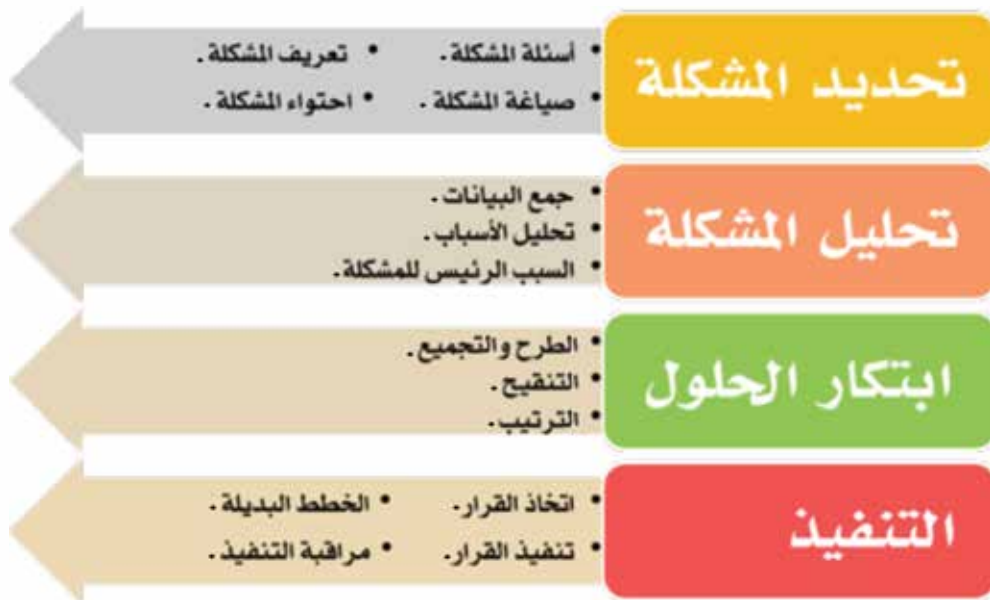 تحديد المشكلة
• أسئلة المشكلة. • تعريف المشكلة.
• صياغة المشكلة. • احتواء المشكلة.
تحليل المشكلة
• جمع البيانات.
• تحليل الأسباب.
• السبب الرئيس للمشكلة.
ابتكار الحلول
• الطرح والتجميع.
• التنقيح.
• الترتيب.
التنفيذ
• اتخاذ القرار. • الخطط البديلة.
• تنفيذ القرار. • مراقبة التنفيذ.